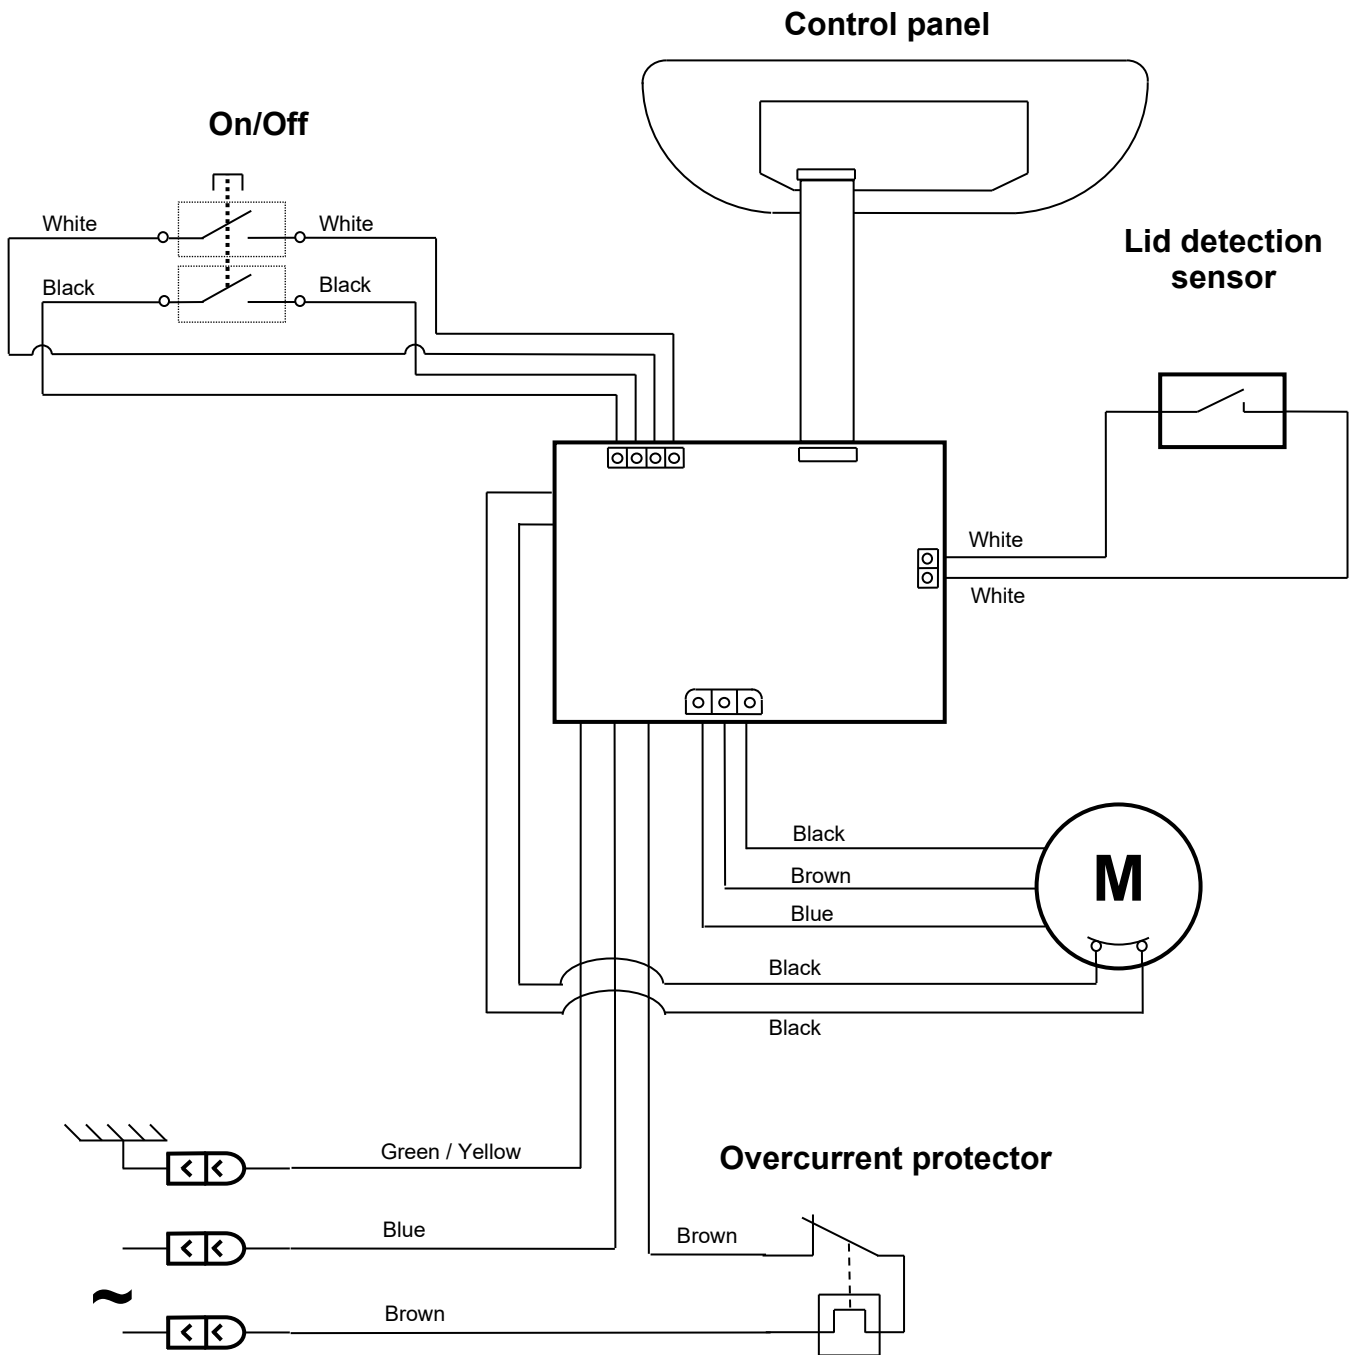 Control panel
On/Off
White
White
Black
Black
Lid detection
sensor
White
White
Black
Brown
Blue
M
Black
Black
Green / Yellow
Overcurrent protector
Blue
Brown
~
Brown